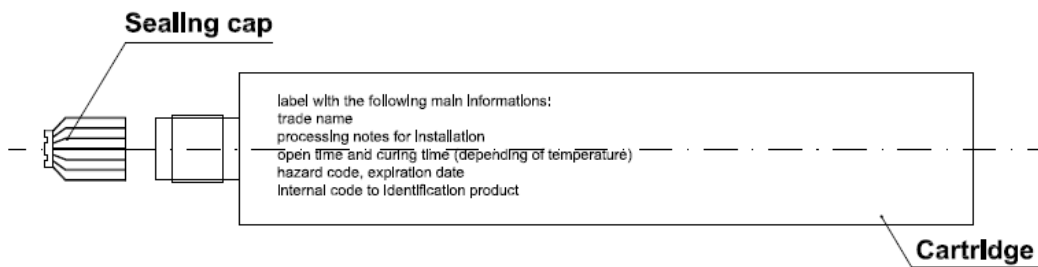 Sealing cap
label with the following main informations:
trade name
processing notes for installation
open time and curing time (depending of temperature)
hazard code, expiration date
internal code to identification product
Cartridge